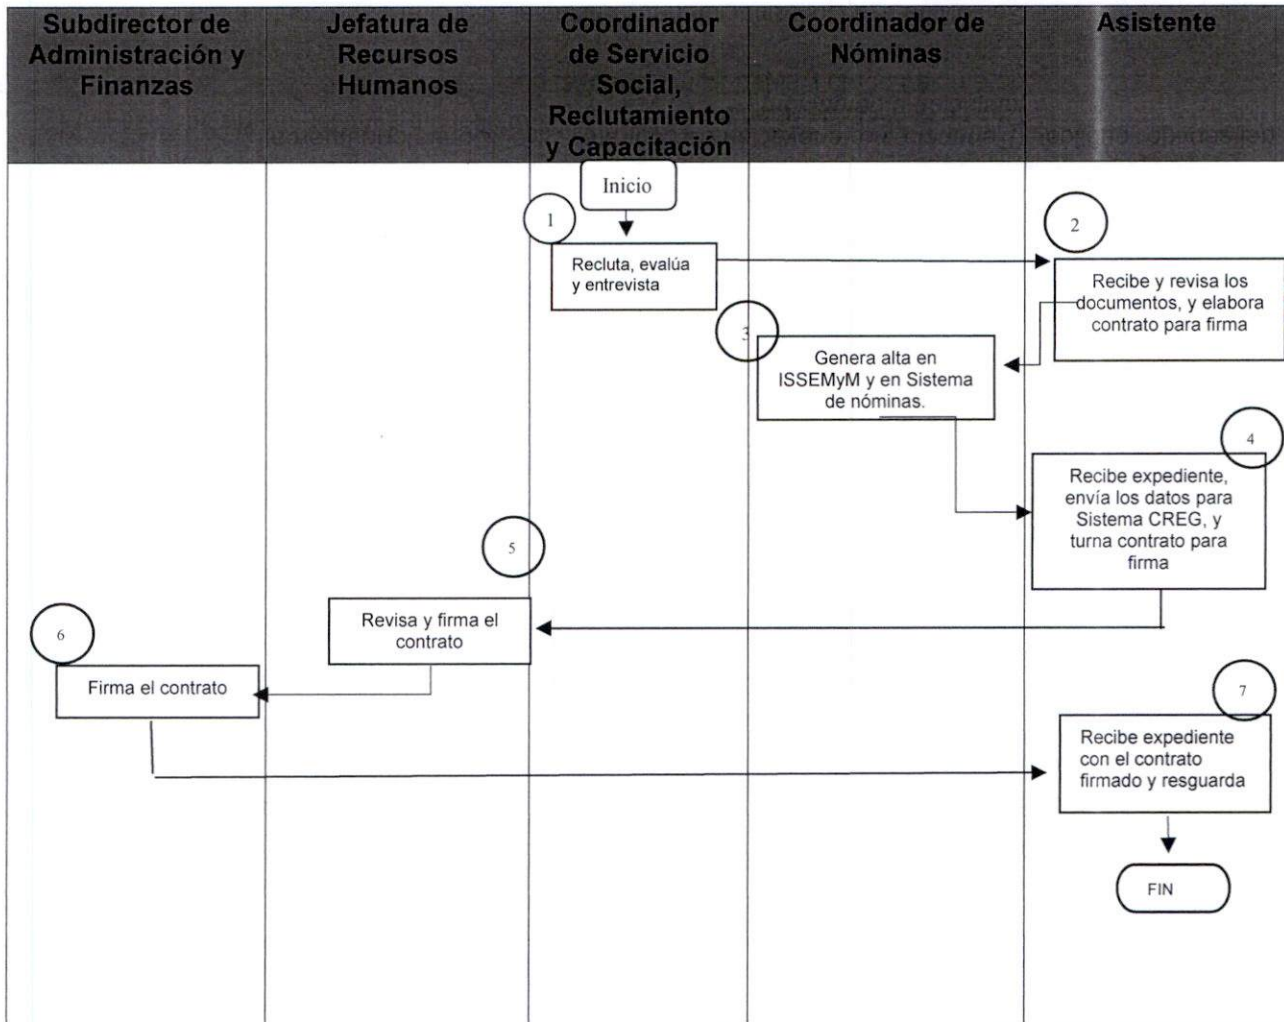 Subdirector de
Administración y
Finanzas
Jefatura de
Recursos
Humanos
Coordinador
de Servicio
Social,
Reclutamiento
y Capacitación
Coordinador de
Nóminas
Asistente
Inicio
1
Recluta, evalúa
y entrevista
2
Recibe y revisa los
documentos, y elabora
contrato para firma
3
Genera alta en
ISSEMyM y en Sistema
de nóminas.
4
Recibe expediente,
envía los datos para
Sistema CREG, y
turna contrato para
firma
5
Revisa y firma el
contrato
6
Firma el contrato
7
Recibe expediente
con el contrato
firmado y resguarda
FIN